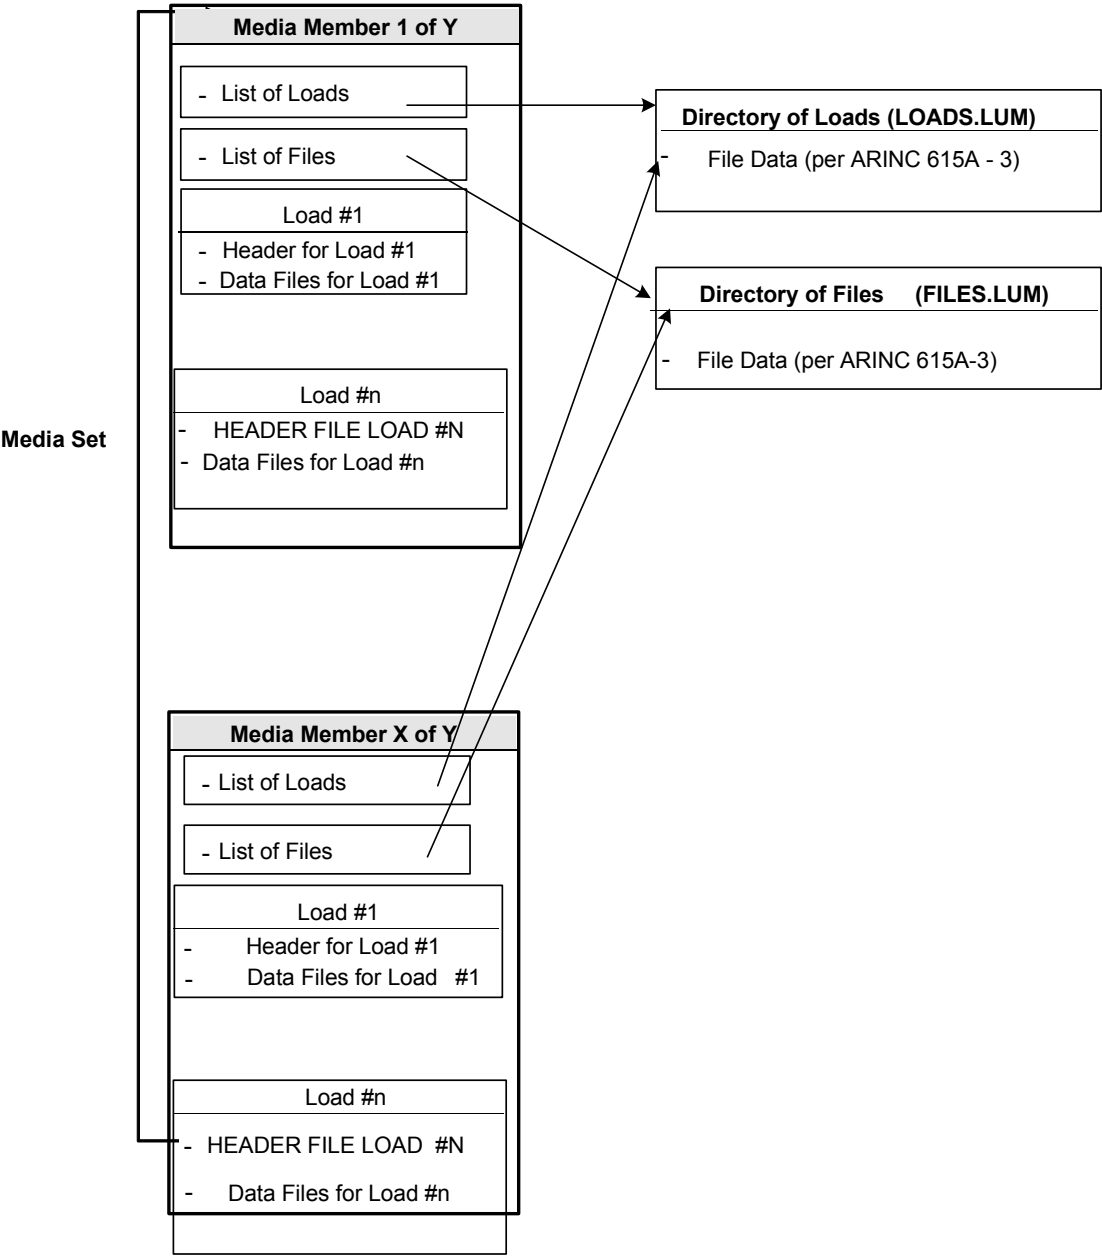 Media Member 1 of Y
- List of Loads
- List of Files
Load #1
- Header for Load #1
- Data Files for Load #1
Load #n
- HEADER FILE LOAD #N
- Data Files for Load #n
Directory of Loads (LOADS.LUM)
- File Data (per ARINC 615A - 3)
Directory of Files (FILES.LUM)
- File Data (per ARINC 615A-3)
Media Set
Media Member X of Y
- List of Loads
- List of Files
Load #1
- Header for Load #1
- Data Files for Load #1
Load #n
- HEADER FILE LOAD #N
- Data Files for Load #n